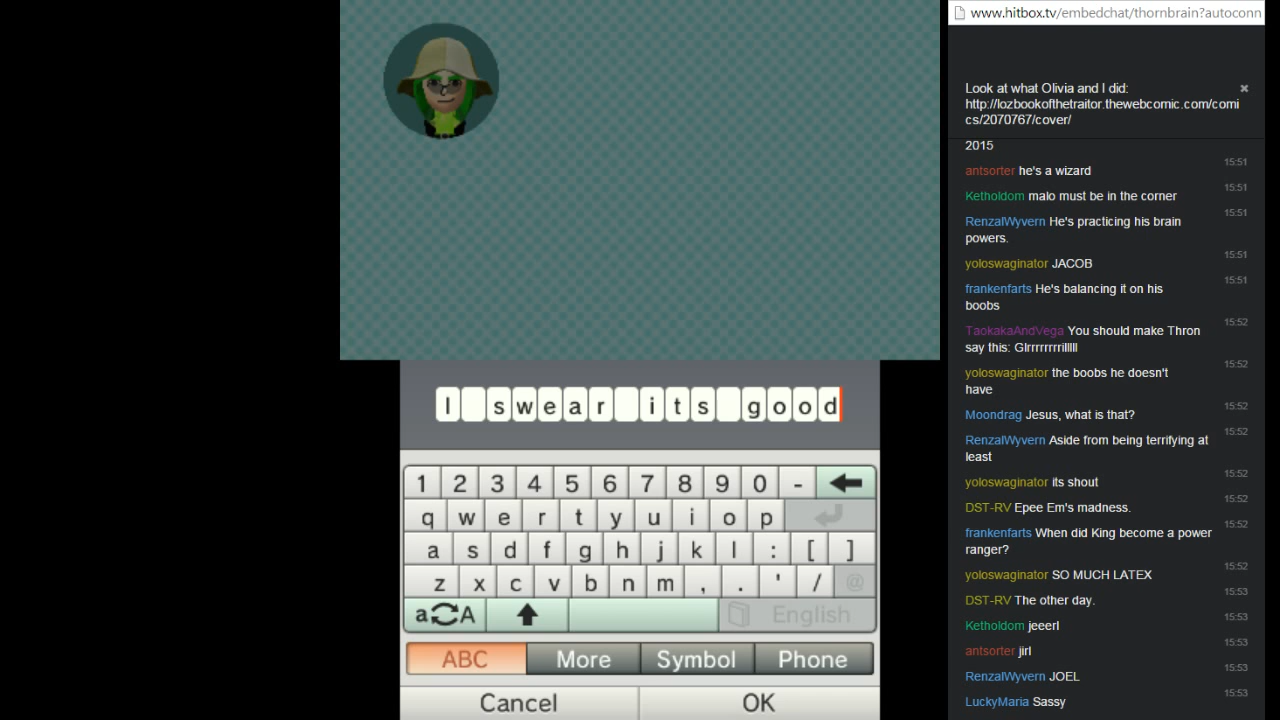 www.hitbox.tv/embedchat/thornbrain?autoconn
Look at what Olivia and I did:
http://lozbookofthetraitor.thewebcomic.com/comi
cs/2070767/cover/
2015
15:51
antsorter he's a wizard
15:51
Ketholdom malo must be in the corner
15:51
RenzalWyvern He's practicing his brain
powers.
15:51
yoloswaginator JACOB
15:51
frankenfarts He's balancing it on his
boobs
15:52
TaokakaAndVega You should make Thron
say this: GIrrrrrrrrilllll
15:52
yoloswaginator the boobs he doesn't
have
15:52
Moondrag Jesus, what is that?
15:52
RenzalWyvern Aside from being terrifying at
least
15:52
yoloswaginator its shout
15:52
DST-RV Epee Em's madness.
15:52
frankenfarts When did King become a power
ranger?
15:52
yoloswaginator SO MUCH LATEX
15:53
DST-RV The other day.
15:53
Ketholdom jeeerl
15:53
antsorter jirl
15:53
RenzalWyvern JOEL
15:53
LuckyMaria Sassy
I swear its good
1 2 3 4 5 6 7 8 9 0 -
q w e r t y u i o p
a s d f g h j k l : [ ]
z x c v b n m , . ' / @
a A English
ABC More Symbol Phone
Cancel OK